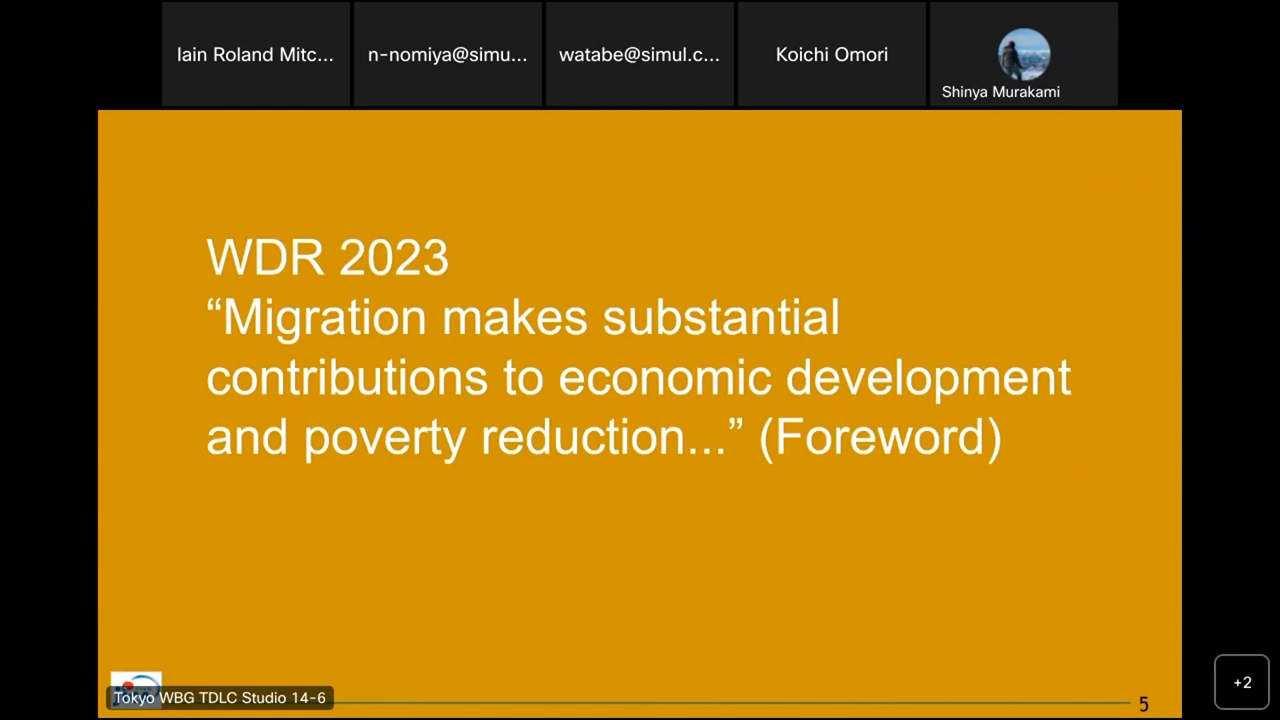 Iain Roland Mitc...
n-nomiya@simu...
watabe@simul.c...
Koichi Omori
Shinya Murakami
WDR 2023
“Migration makes substantial
contributions to economic development
and poverty reduction...” (Foreword)
Tokyo WBG TDLC Studio 14-6
5
+2